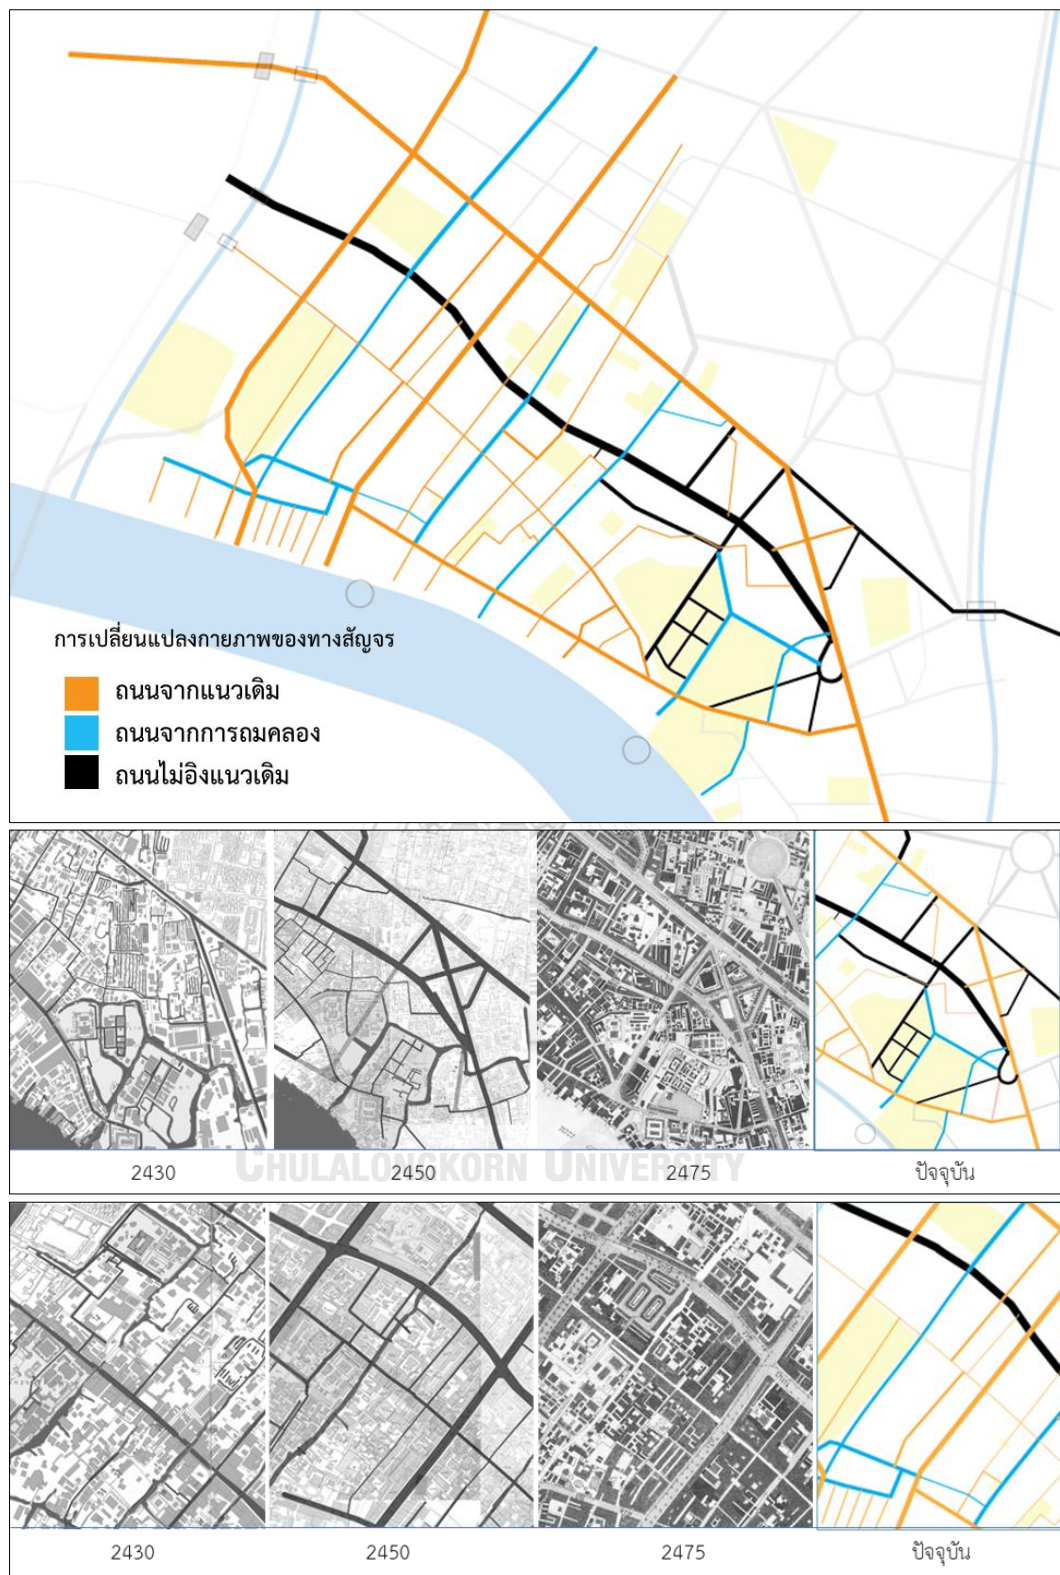 การเปลี่ยนแปลงกายภาพของทางสัญจร
ถนนจากแนวเดิม
ถนนจากการถมคลอง
ถนนไม่อิงแนวเดิม
2430
2450
2475
ปัจจุบัน
CHULALONGKORN UNIVERSITY
2430
2450
2475
ปัจจุบัน